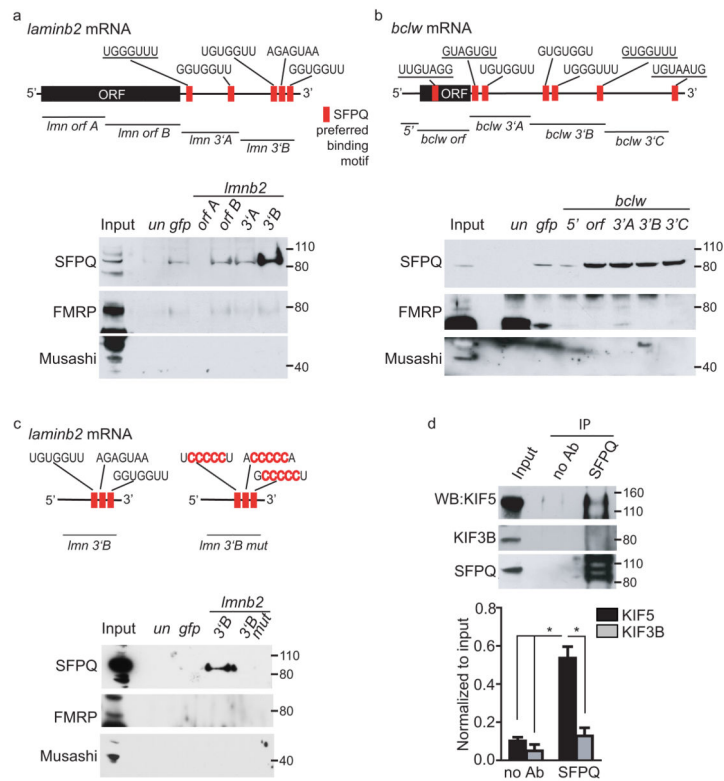 a
laminb2 mRNA
UGGGUUU UGUGGUU AGAGUAA
GGUGGUU GGUGUUU
5' ORF 3'
lmn orf A
lmn orf B
lmn 3'A
lmn 3'B
SFPQ
preferred
binding
motif
lmnb2
Input un gfp orf A orf B 3'A 3'B
SFPQ
110
80
FMRP
80
Musashi
40
b
bclw mRNA
GUAGUGU GUGUGGU GUGGUUU
UUGUAGG UGUGGUU UGGGUUU UGUAAUG
5' ORF 3'
5'
bclw orf
bclw 3'A
bclw 3'B
bclw 3'C
bclw
Input un gfp 5' orf 3'A 3'B 3'C
SFPQ
110
80
FMRP
80
Musashi
40
c
laminb2 mRNA
UGUGGUU AGAGUAA
GGUGGUU
5' 3'
lmn 3'B
UCCCCCU ACCCCCA
GCCCCCU
5' 3'
lmn 3'B mut
lmnb2
Input un gfp 3'B 3'B mut
SFPQ
110
80
FMRP
80
Musashi
40
d
IP
Input no Ab SFPQ
WB:KIF5
160
110
KIF3B
80
SFPQ
110
80
Normalized to input
0.8
0.6
0.4
0.2
0.0
* *
KIF5
KIF3B
no Ab SFPQ